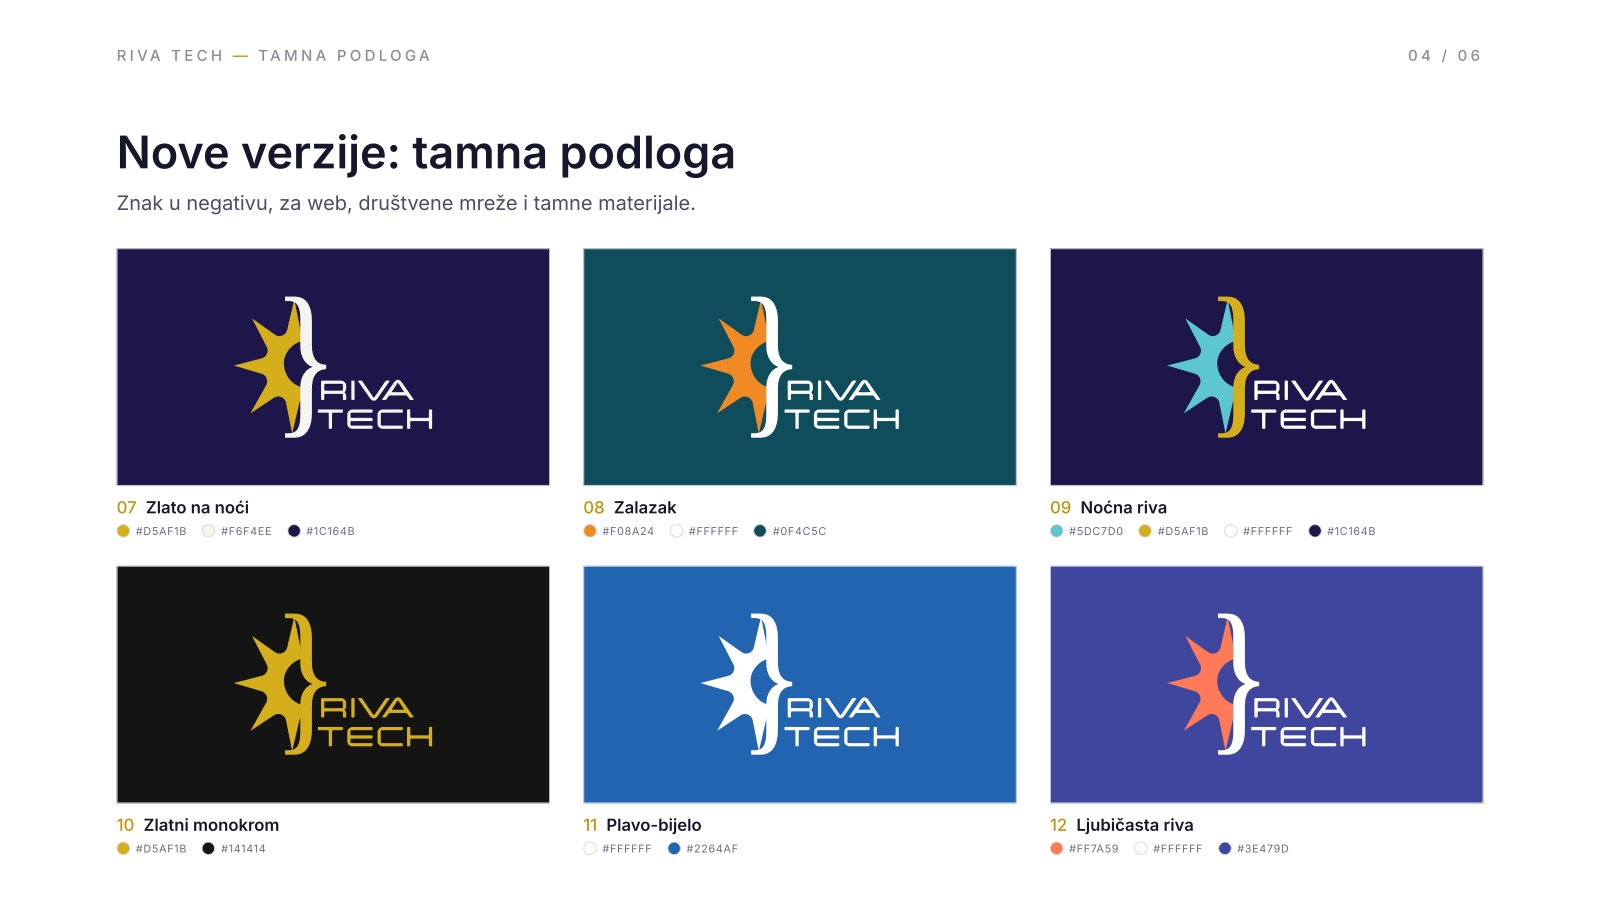 RIVA TECH — TAMNA PODLOGA
04 / 06
Nove verzije: tamna podloga
Znak u negativu, za web, društvene mreže i tamne materijale.
RIVA
TECH
RIVA
TECH
RIVA
TECH
07 Zlato na noći
#D5AF1B #F6F4EE #1C164B
08 Zalazak
#F08A24 #FFFFFF #0F4C5C
09 Noćna riva
#5DC7D0 #D5AF1B #FFFFFF #1C164B
RIVA
TECH
RIVA
TECH
RIVA
TECH
10 Zlatni monokrom
#D5AF1B #141414
11 Plavo-bijelo
#FFFFFF #2264AF
12 Ljubičasta riva
#FF7A59 #FFFFFF #3E479D